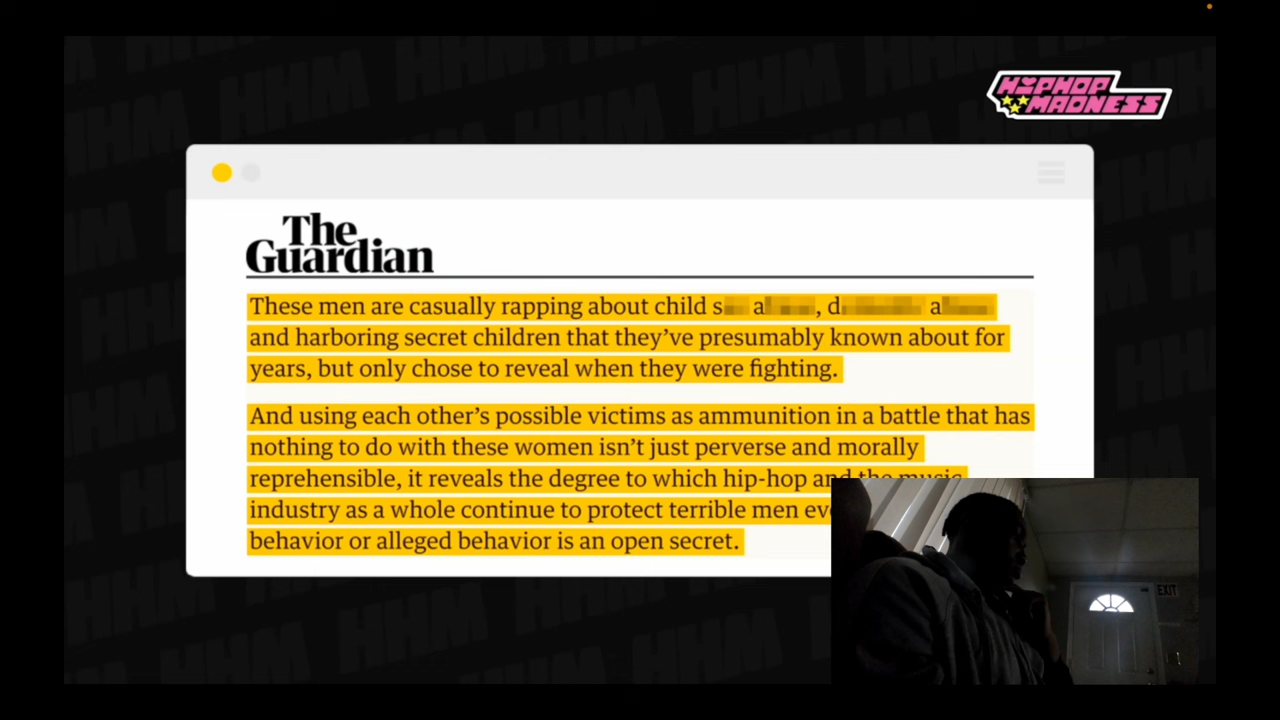 HIPHOP
MADNESS
The
Guardian
These men are casually rapping about child s a, d a
and harboring secret children that they've presumably known about for
years, but only chose to reveal when they were fighting.
And using each other's possible victims as ammunition in a battle that has
nothing to do with these women isn't just perverse and morally
reprehensible, it reveals the degree to which hip-hop and the music
industry as a whole continue to protect terrible men
behavior or alleged behavior is an open secret.
EXIT